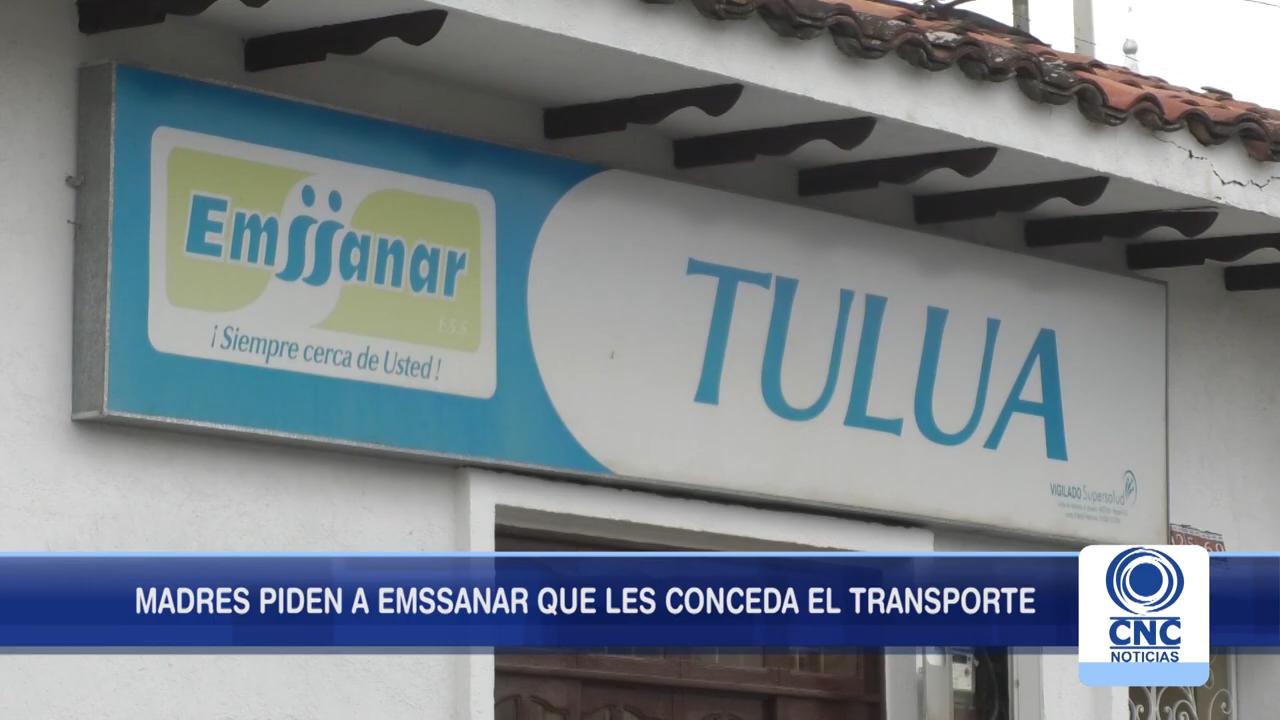 Emssanar
E.S.S
¡Siempre cerca de Usted!
TULUA
VIGILADO Supersalud
MADRES PIDEN A EMSSANAR QUE LES CONCEDA EL TRANSPORTE
CNC
NOTICIAS